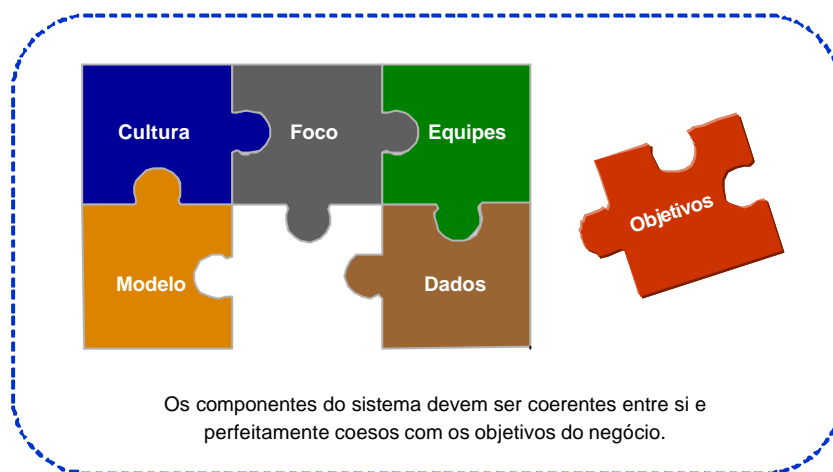 Cultura
Foco
Equipes
Objetivos
Modelo
Dados
Os componentes do sistema devem ser coerentes entre si e
perfeitamente coesos com os objetivos do negócio.